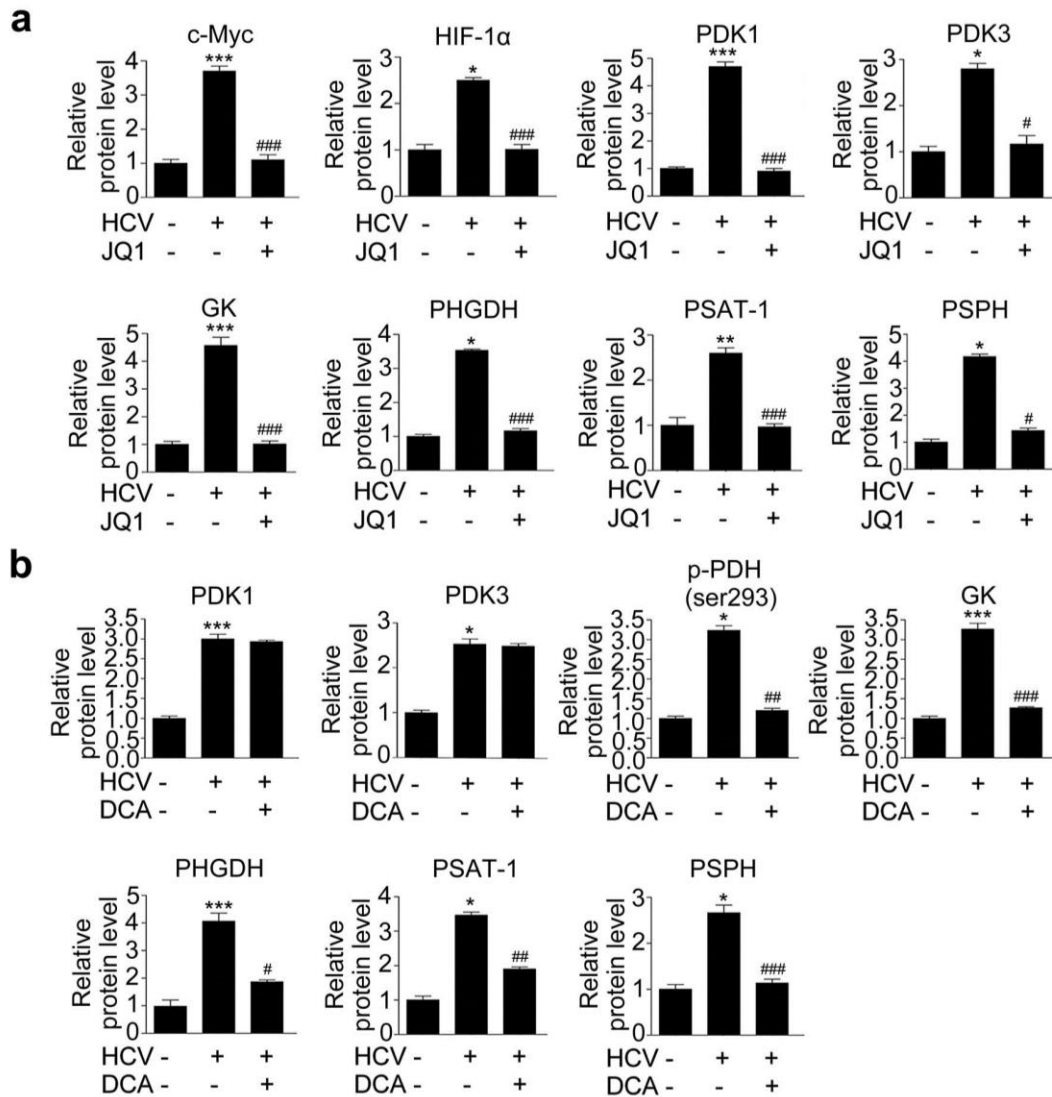 a
c-Myc
Relative
protein level
4
3
2
1
0
***
###
HCV - + +
JQ1 - - +
HIF-1α
Relative
protein level
3
2
1
0
*
###
HCV - + +
JQ1 - - +
PDK1
Relative
protein level
5
4
3
2
1
0
***
###
HCV - + +
JQ1 - - +
PDK3
Relative
protein level
3
2
1
0
*
#
HCV - + +
JQ1 - - +
GK
Relative
protein level
5
4
3
2
1
0
***
###
HCV - + +
JQ1 - - +
PHGDH
Relative
protein level
4
3
2
1
0
*
###
HCV - + +
JQ1 - - +
PSAT-1
Relative
protein level
3
2
1
0
**
###
HCV - + +
JQ1 - - +
PSPH
Relative
protein level
5
4
3
2
1
0
*
#
HCV - + +
JQ1 - - +
b
PDK1
Relative
protein level
3.5
3.0
2.5
2.0
1.5
1.0
0.5
0.0
***
HCV - + +
DCA - - +
PDK3
Relative
protein level
3
2
1
0
*
HCV - + +
DCA - - +
p-PDH
(ser293)
Relative
protein level
3.5
3.0
2.5
2.0
1.5
1.0
0.5
0.0
*
##
HCV - + +
DCA - - +
GK
Relative
protein level
3.5
3.0
2.5
2.0
1.5
1.0
0.5
0.0
***
###
HCV - + +
DCA - - +
PHGDH
Relative
protein level
5
4
3
2
1
0
***
#
HCV - + +
DCA - - +
PSAT-1
Relative
protein level
4
3
2
1
0
*
##
HCV - + +
DCA - - +
PSPH
Relative
protein level
3
2
1
0
*
###
HCV - + +
DCA - - +